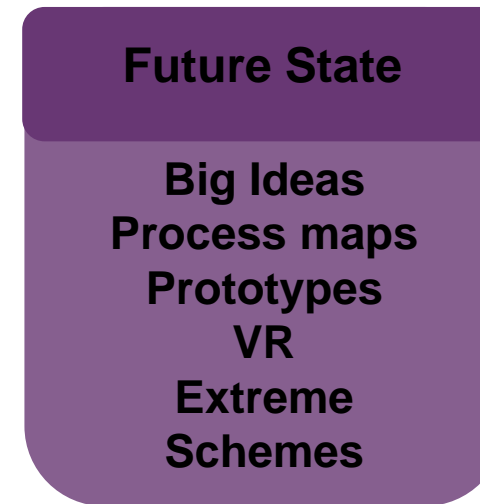 Future State
Big Ideas
Process maps
Prototypes
VR
Extreme
Schemes